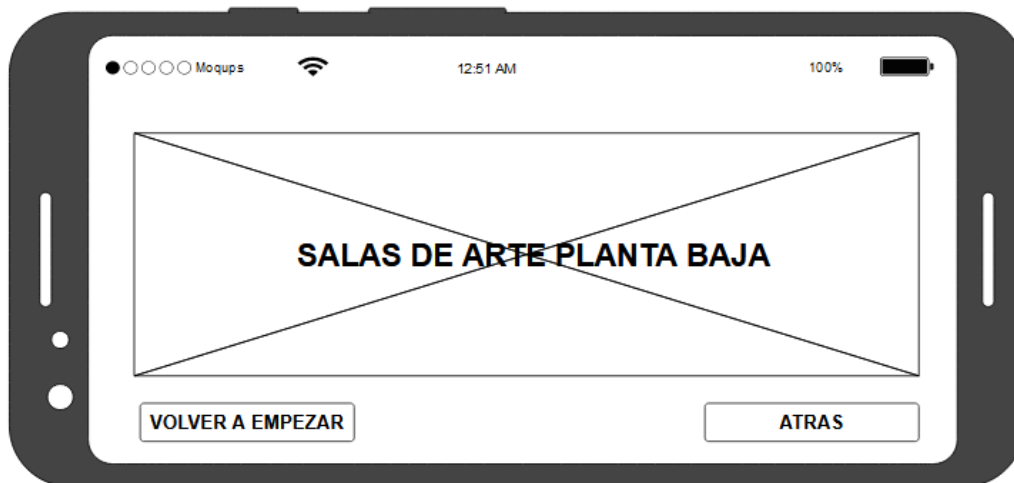 Moqups 12:51 AM 100%
SALAS DE ARTE PLANTA BAJA
VOLVER A EMPEZAR ATRAS